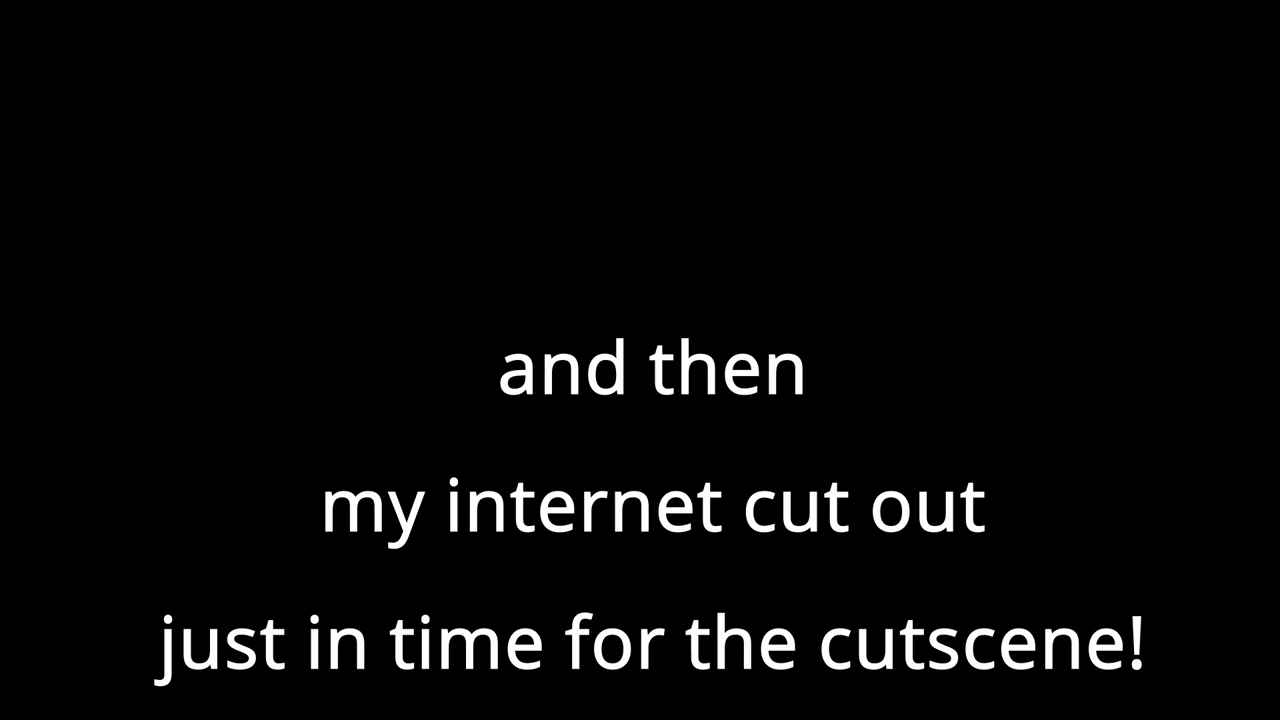 and then
my internet cut out
just in time for the cutscene!